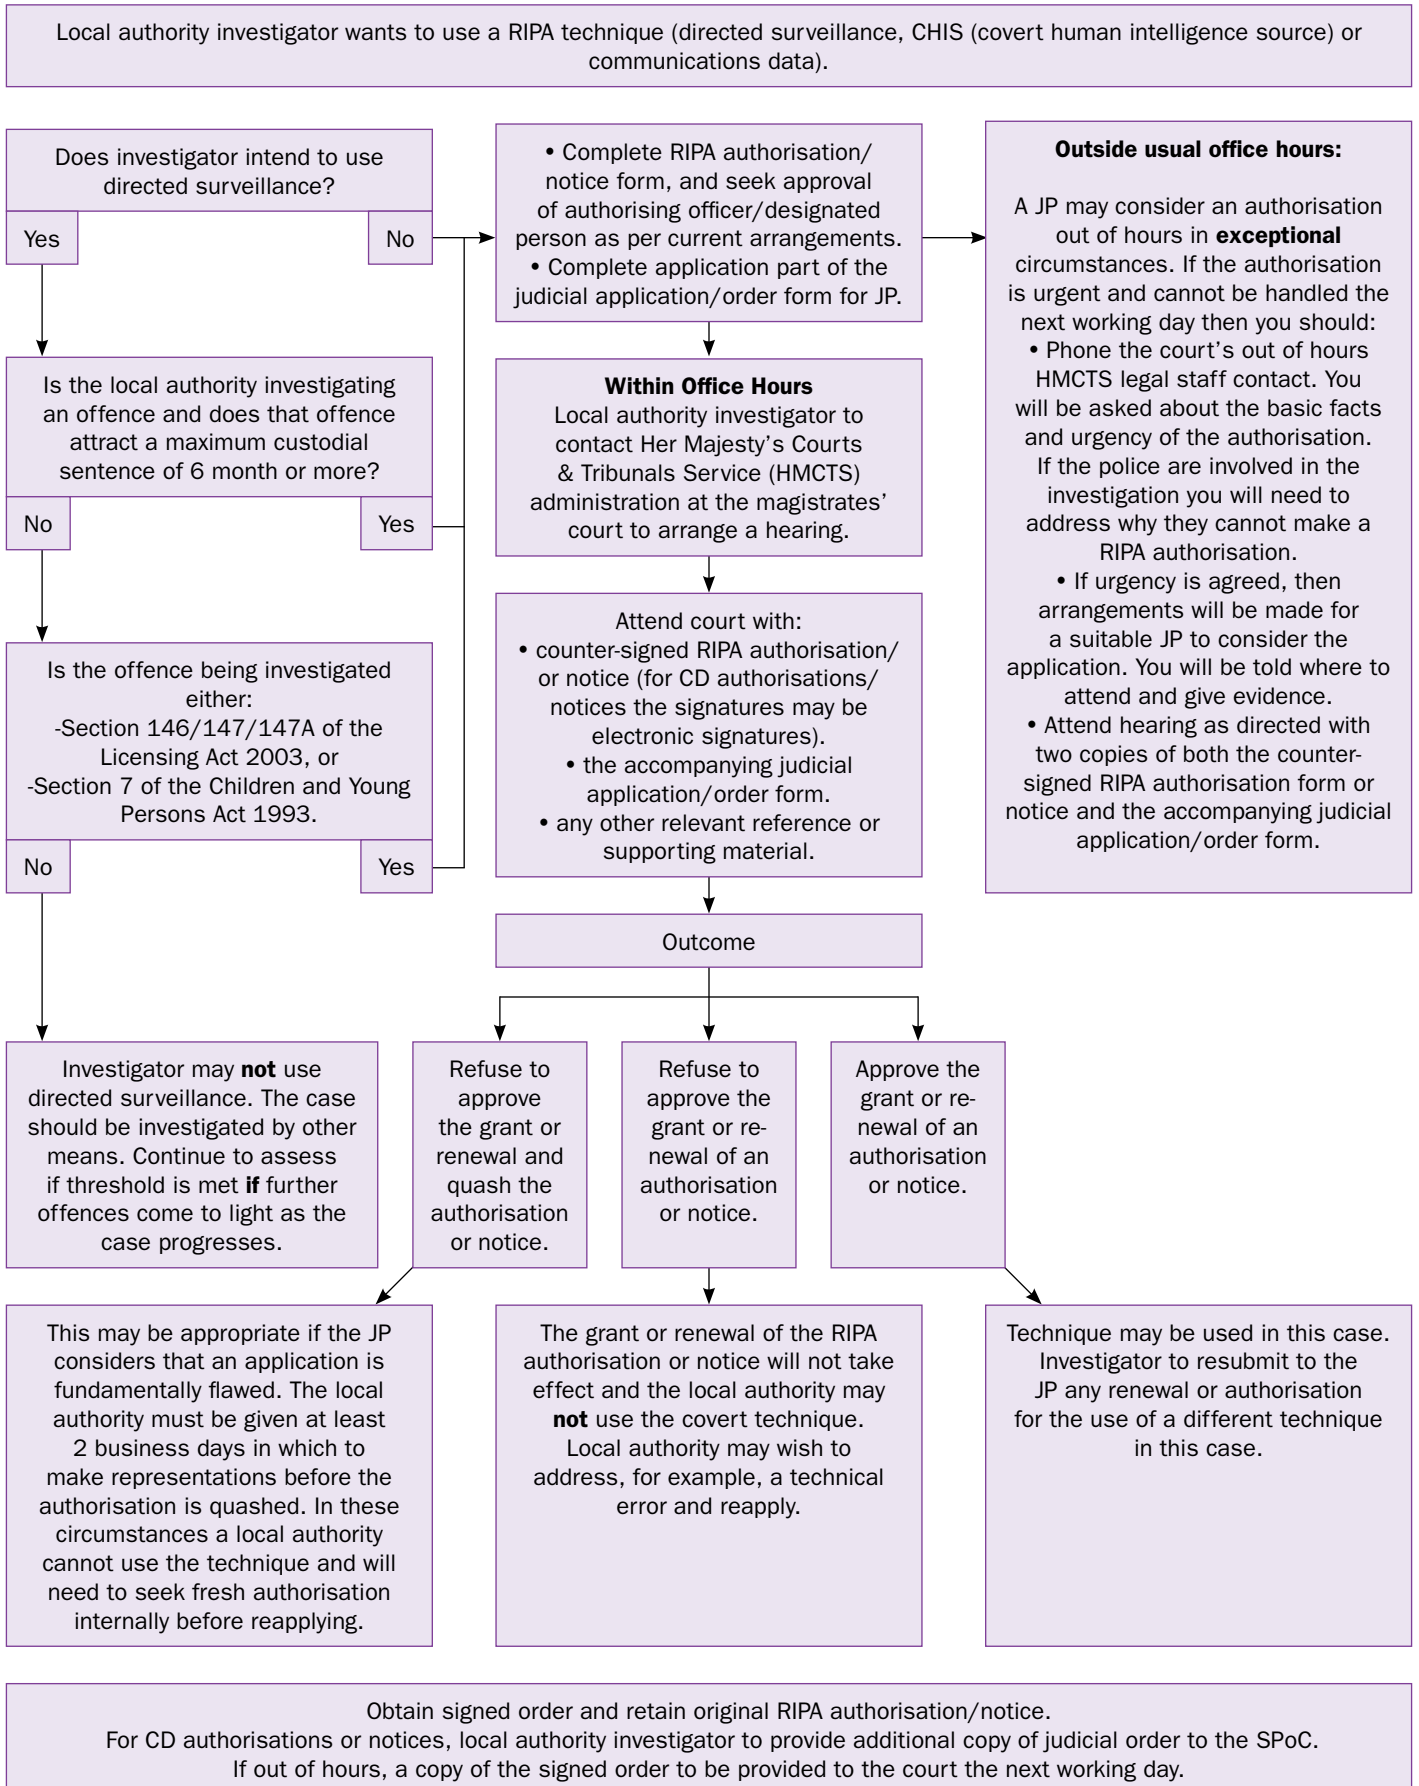 Local authority investigator wants to use a RIPA technique (directed surveillance, CHIS (covert human intelligence source) or
communications data).
Does investigator intend to use
directed surveillance?
Yes
No
Is the local authority investigating
an offence and does that offence
attract a maximum custodial
sentence of 6 month or more?
No
Yes
Is the offence being investigated
either:
-Section 146/147/147A of the
Licensing Act 2003, or
-Section 7 of the Children and Young
Persons Act 1993.
No
Yes
Investigator may not use
directed surveillance. The case
should be investigated by other
means. Continue to assess
if threshold is met if further
offences come to light as the
case progresses.
• Complete RIPA authorisation/
notice form, and seek approval
of authorising officer/designated
person as per current arrangements.
• Complete application part of the
judicial application/order form for JP.
Within Office Hours
Local authority investigator to
contact Her Majesty's Courts
& Tribunals Service (HMCTS)
administration at the magistrates'
court to arrange a hearing.
Attend court with:
• counter-signed RIPA authorisation/
or notice (for CD authorisations/
notices the signatures may be
electronic signatures).
• the accompanying judicial
application/order form.
• any other relevant reference or
supporting material.
Outcome
Outside usual office hours:
A JP may consider an authorisation
out of hours in exceptional
circumstances. If the authorisation
is urgent and cannot be handled the
next working day then you should:
• Phone the court's out of hours
HMCTS legal staff contact. You
will be asked about the basic facts
and urgency of the authorisation.
If the police are involved in the
investigation you will need to
address why they cannot make a
RIPA authorisation.
• If urgency is agreed, then
arrangements will be made for
a suitable JP to consider the
application. You will be told where to
attend and give evidence.
• Attend hearing as directed with
two copies of both the counter-
signed RIPA authorisation form or
notice and the accompanying judicial
application/order form.
Refuse to
approve
the grant or
renewal and
quash the
authorisation
or notice.
Refuse to
approve the
grant or re-
newal of an
authorisation
or notice.
Approve the
grant or re-
newal of an
authorisation
or notice.
This may be appropriate if the JP
considers that an application is
fundamentally flawed. The local
authority must be given at least
2 business days in which to
make representations before the
authorisation is quashed. In these
circumstances a local authority
cannot use the technique and will
need to seek fresh authorisation
internally before reapplying.
The grant or renewal of the RIPA
authorisation or notice will not take
effect and the local authority may
not use the covert technique.
Local authority may wish to
address, for example, a technical
error and reapply.
Technique may be used in this case.
Investigator to resubmit to the
JP any renewal or authorisation
for the use of a different technique
in this case.
Obtain signed order and retain original RIPA authorisation/notice.
For CD authorisations or notices, local authority investigator to provide additional copy of judicial order to the SPoC.
If out of hours, a copy of the signed order to be provided to the court the next working day.